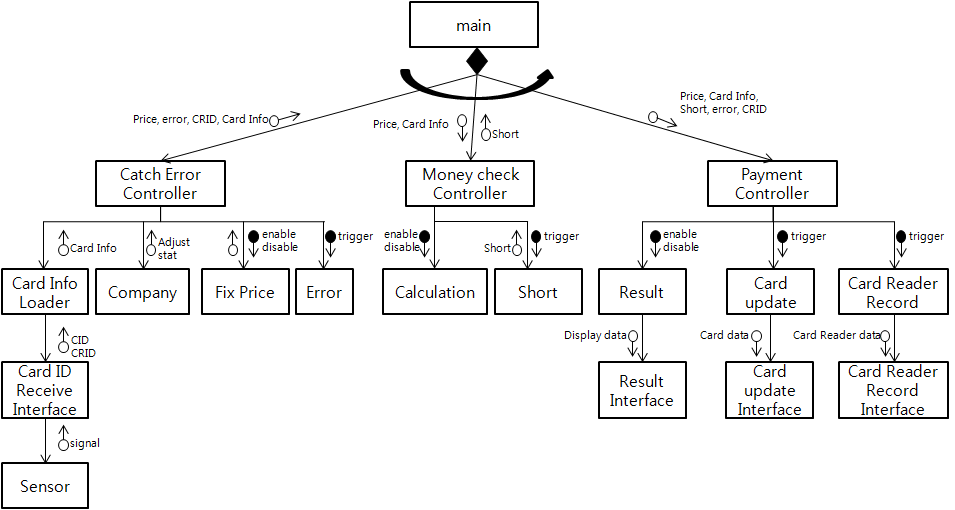 main
Price, Card Info,
Short, error, CRID
Price, error, CRID, Card Info
Price, Card Info
Short
Catch Error
Controller
Money check
Controller
Payment
Controller
Card Info
Adjust
stat
enable
disable
trigger
enable
disable
Short
trigger
enable
disable
trigger
trigger
Card Info
Loader
Company
Fix Price
Error
Calculation
Short
Result
Card
update
Card Reader
Record
CID
CRID
Display data
Card data
Card Reader data
Card ID
Receive
Interface
Result
Interface
Card
update
Interface
Card Reader
Record
Interface
signal
Sensor